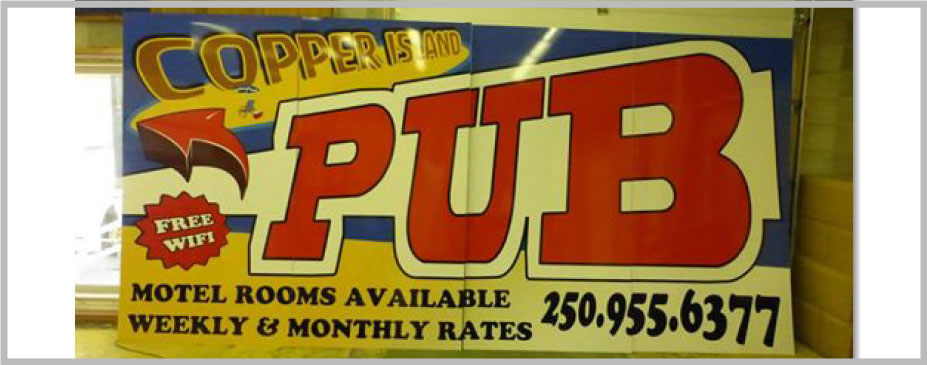 COPPER ISLAND
PUB
FREE
WIFI
MOTEL ROOMS AVAILABLE
WEEKLY & MONTHLY RATES
250.955.6377